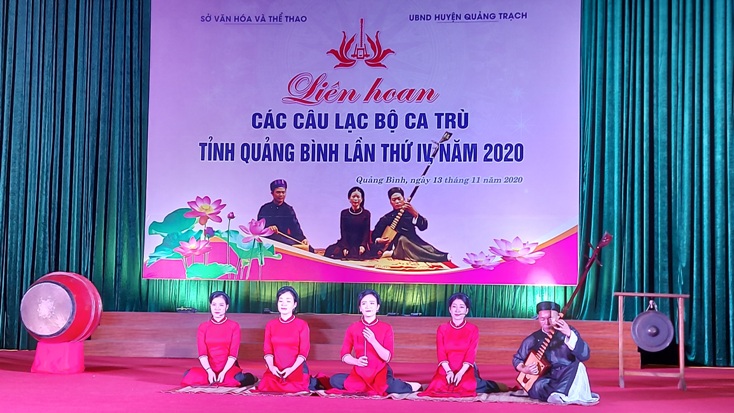 SỞ VĂN HÓA VÀ THỂ THAO
UBND HUYỆN QUẢNG TRẠCH
Liên hoan
CÁC CÂU LẠC BỘ CA TRÙ
TỈNH QUẢNG BÌNH LẦN THỨ IV, NĂM 2020
Quảng Bình, ngày 13 tháng 11 năm 2020